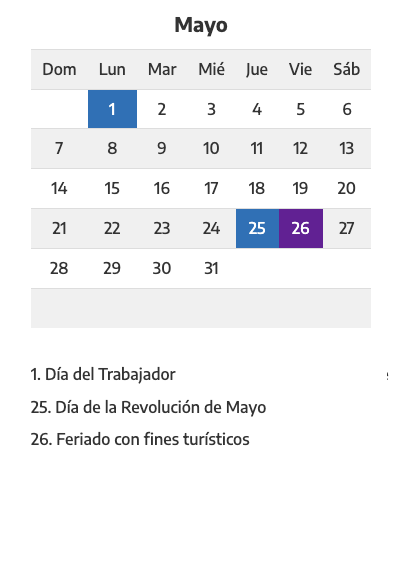 Mayo
Dom Lun Mar Mié Jue Vie Sáb
1 2 3 4 5 6
7 8 9 10 11 12 13
14 15 16 17 18 19 20
21 22 23 24 25 26 27
28 29 30 31
1. Día del Trabajador
25. Día de la Revolución de Mayo
26. Feriado con fines turísticos